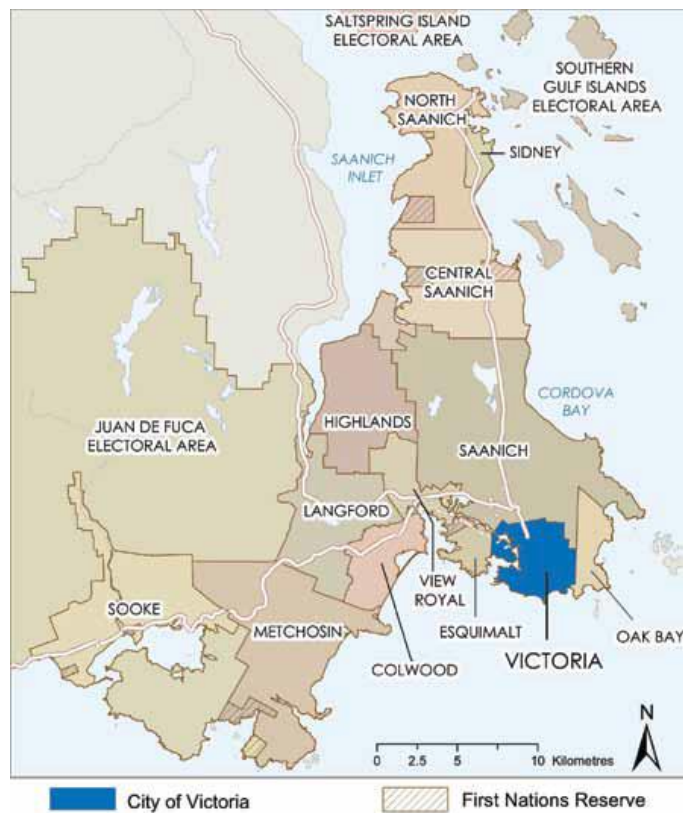 SALTSPRING ISLAND
ELECTORAL AREA
SOUTHERN
GULF ISLANDS
ELECTORAL AREA
NORTH
SAANICH
SIDNEY
SAANICH
INLET
CENTRAL
SAANICH
CORDOVA
BAY
HIGHLANDS
JUAN DE FUCA
ELECTORAL AREA
SAANICH
LANGFORD
VIEW
ROYAL
SOOKE
METCHOSIN
ESQUIMALT
OAK BAY
COLWOOD
VICTORIA
N
0 2.5 5 10 Kilometres
City of Victoria
First Nations Reserve